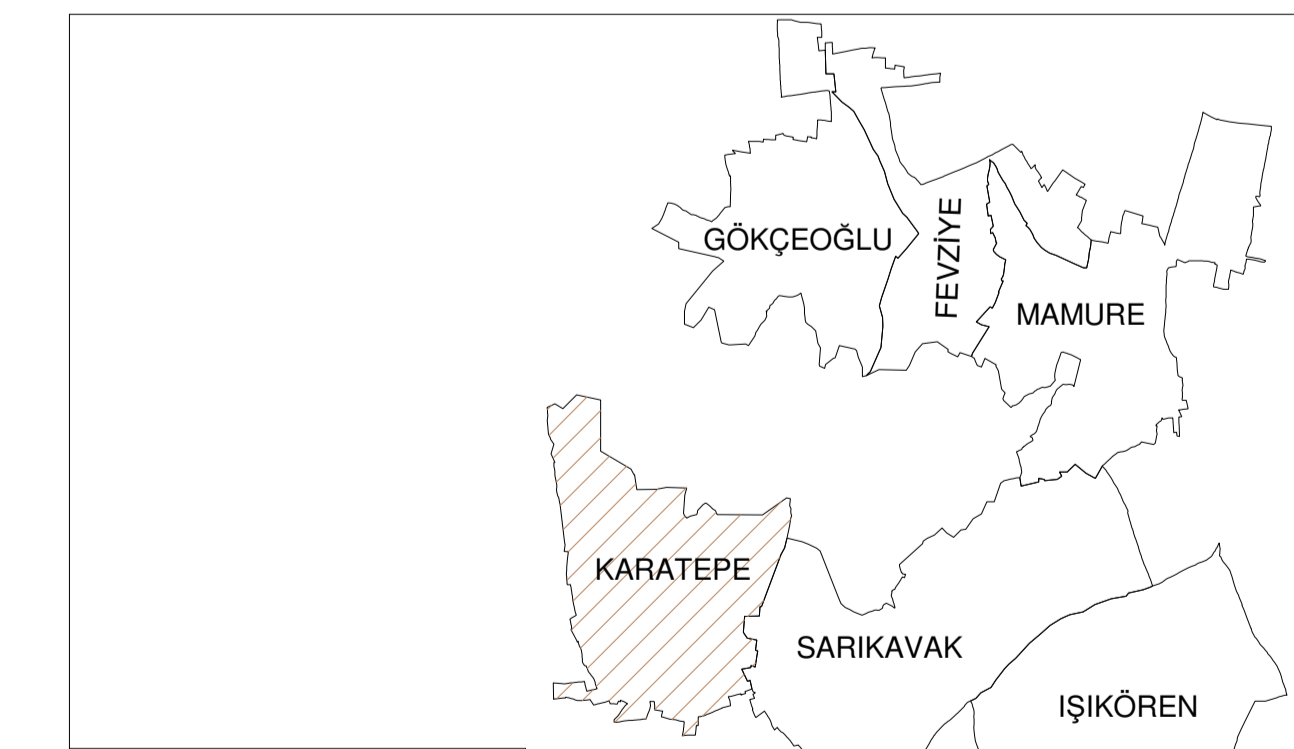 GÖKÇEOĞLU
FEVZİYE
MAMURE
KARATEPE
SARIKAVAK
IŞIKÖREN